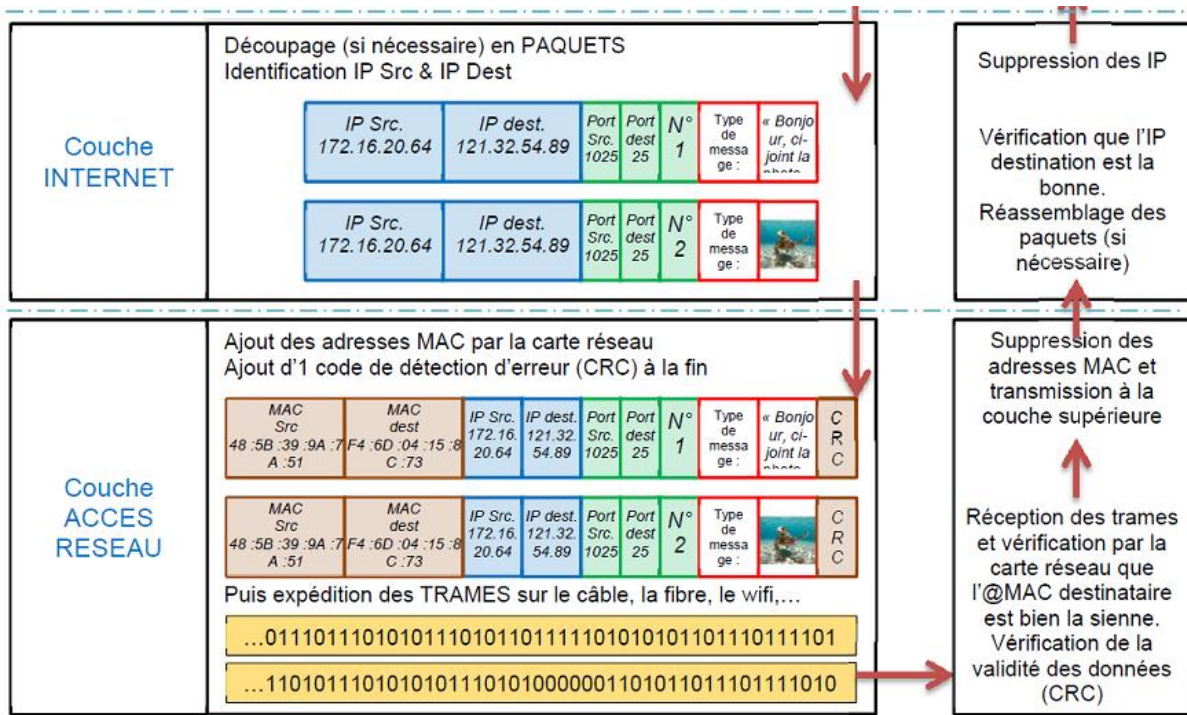 Couche
INTERNET
Découpage (si nécessaire) en PAQUETS
Identification IP Src & IP Dest
IP Src.
172.16.20.64
IP dest.
121.32.54.89
Port
Src.
1025
Port
dest
25
N°
1
Type
de
messa
ge :
« Bonjo
ur, ci-
joint la
photo
IP Src.
172.16.20.64
IP dest.
121.32.54.89
Port
Src.
1025
Port
dest
25
N°
2
Type
de
messa
ge :
Suppression des IP
Vérification que l'IP
destination est la
bonne.
Réassemblage des
paquets (si
nécessaire)
Couche
ACCES
RESEAU
Ajout des adresses MAC par la carte réseau
Ajout d'1 code de détection d'erreur (CRC) à la fin
MAC
Src
48 :5B :39 :9A :7
A :51
MAC
dest
F4 :6D :04 :15 :8
C :73
IP Src.
172.16.
20.64
IP dest.
121.32.
54.89
Port
Src.
1025
Port
dest
25
N°
1
Type
de
messa
ge :
« Bonjo
ur, ci-
joint la
photo
C
R
C
MAC
Src
48 :5B :39 :9A :7
A :51
MAC
dest
F4 :6D :04 :15 :8
C :73
IP Src.
172.16.
20.64
IP dest.
121.32.
54.89
Port
Src.
1025
Port
dest
25
N°
2
Type
de
messa
ge :
C
R
C
Puis expédition des TRAMES sur le câble, la fibre, le wifi,…
…01110111010101110101101111101010101101110111101
…11010111010101011101010000001101011011101111010
Suppression des
adresses MAC et
transmission à la
couche supérieure
Réception des trames
et vérification par la
carte réseau que
l'@MAC destinataire
est bien la sienne.
Vérification de la
validité des données
(CRC)